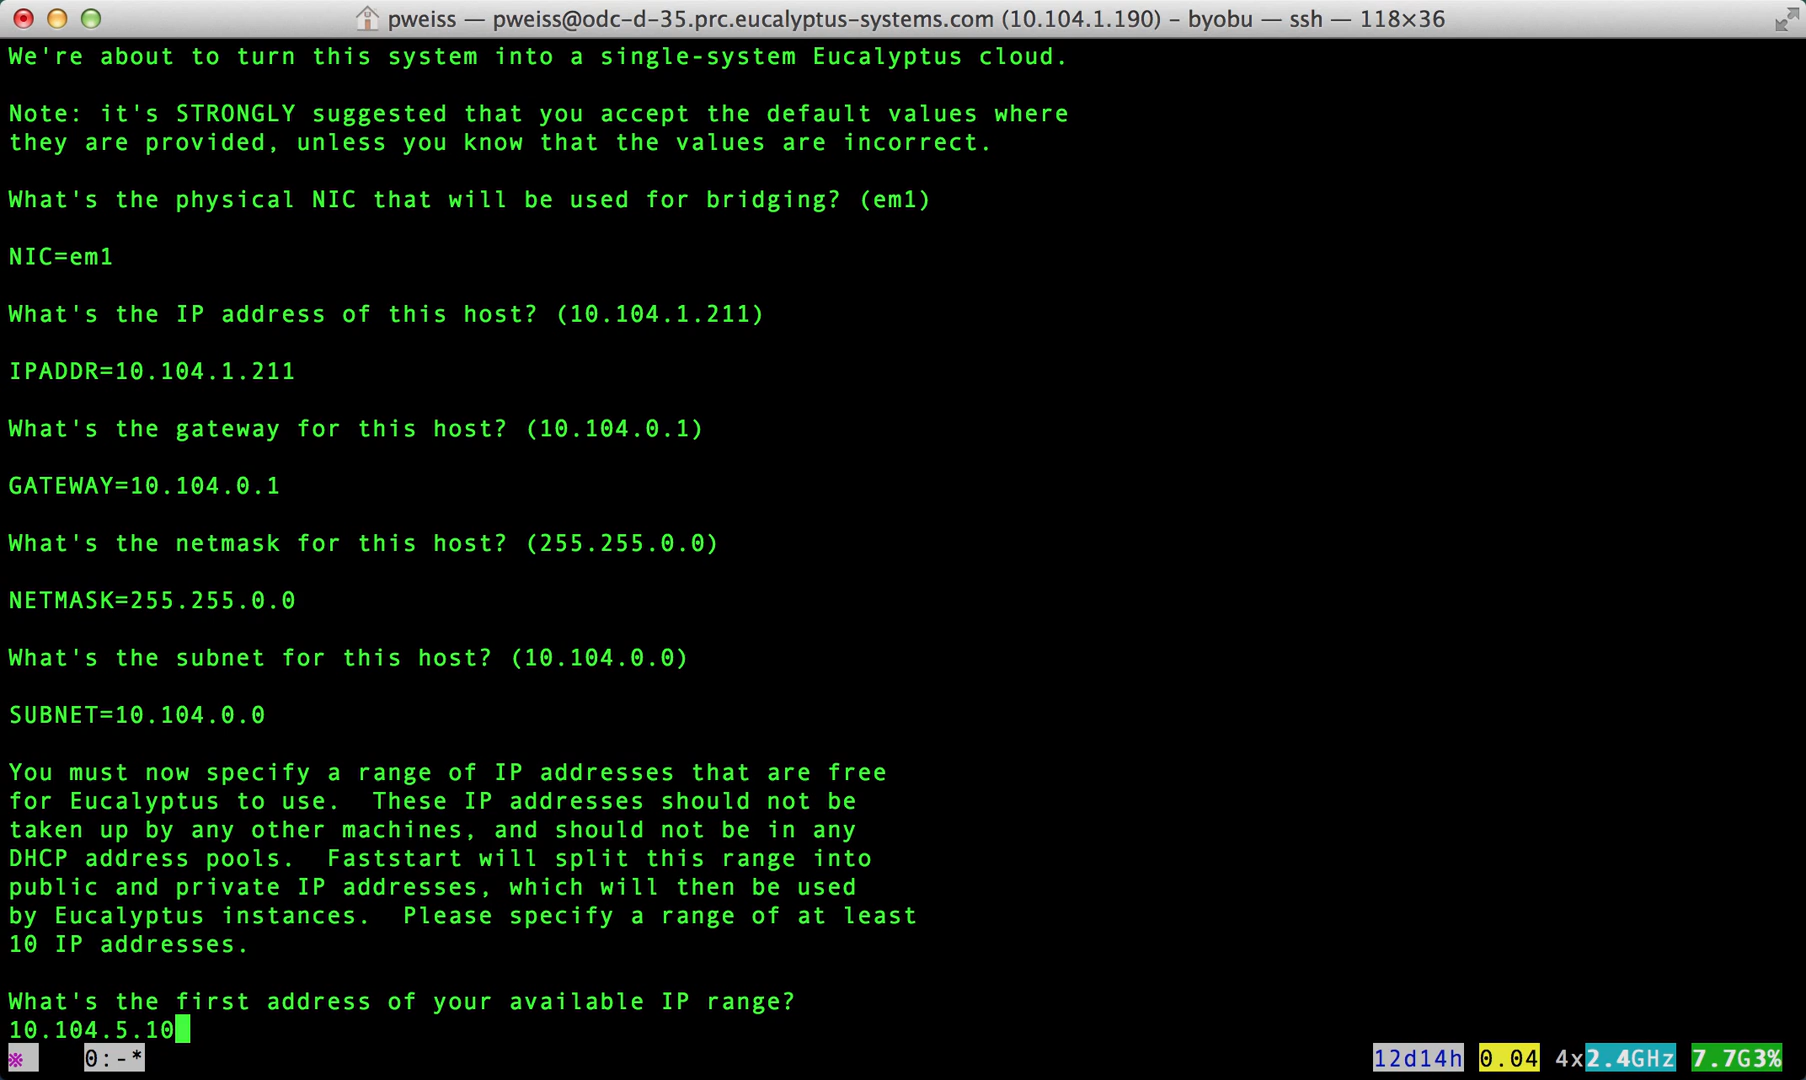 pweiss — pweiss@odc-d-35.prc.eucalyptus-systems.com (10.104.1.190) – byobu — ssh — 118×36
We're about to turn this system into a single-system Eucalyptus cloud.
Note: it's STRONGLY suggested that you accept the default values where
they are provided, unless you know that the values are incorrect.
What's the physical NIC that will be used for bridging? (em1)
NIC=em1
What's the IP address of this host? (10.104.1.211)
IPADDR=10.104.1.211
What's the gateway for this host? (10.104.0.1)
GATEWAY=10.104.0.1
What's the netmask for this host? (255.255.0.0)
NETMASK=255.255.0.0
What's the subnet for this host? (10.104.0.0)
SUBNET=10.104.0.0
You must now specify a range of IP addresses that are free
for Eucalyptus to use.  These IP addresses should not be
taken up by any other machines, and should not be in any
DHCP address pools.  Faststart will split this range into
public and private IP addresses, which will then be used
by Eucalyptus instances.  Please specify a range of at least
10 IP addresses.
What's the first address of your available IP range?
10.104.5.10
※ 0:-* 12d14h 0.04 4x2.4GHz 7.7G3%